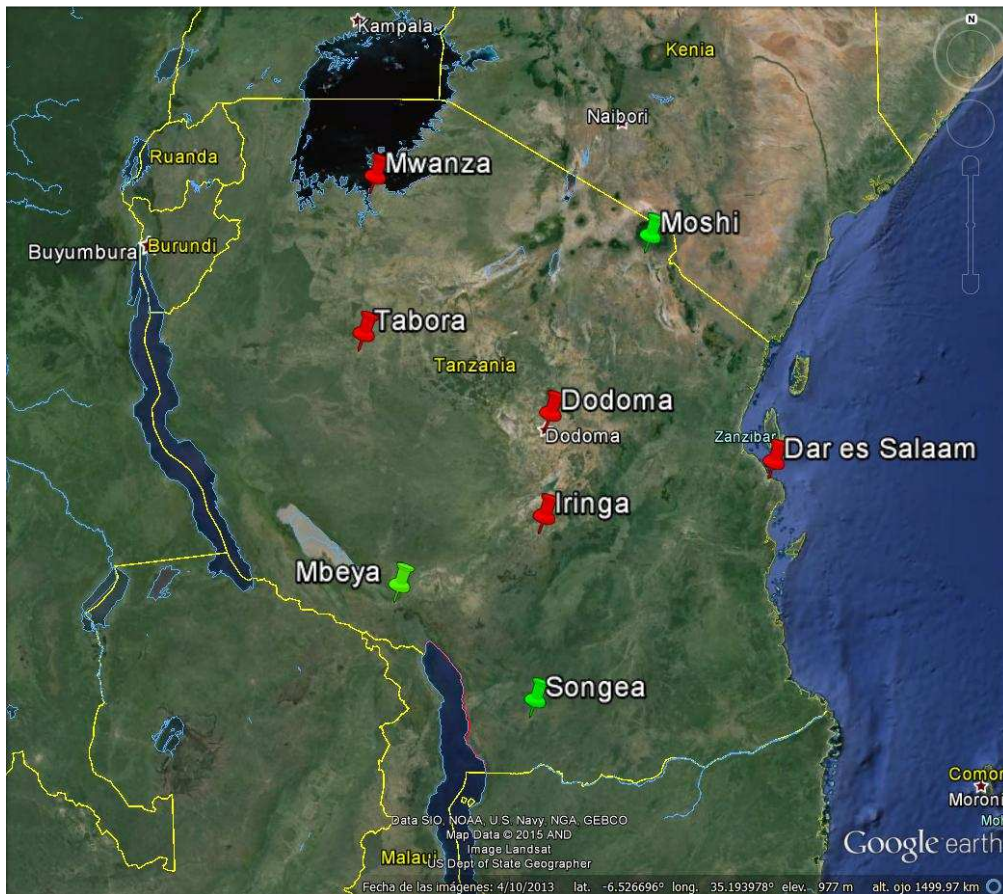 Kampala
N
Kenia
Naibori
Ruanda
Mwanza
Moshi
Buyumbura
Burundi
Tabora
Tanzania
Dodoma
Dodoma
Zanzibar
Dar es Salaam
Iringa
Mbeya
Songea
Comor
Moroni
Moh
Data SIO, NOAA, U.S. Navy, NGA, GEBCO
Map Data © 2015 AND
Image Landsat
US Dept of State Geographer
Malaui
Google earth
Fecha de las imágenes: 4/10/2013 lat. -6.526696° long. 35.193978° elev. 977 m alt. ojo 1499.97 km